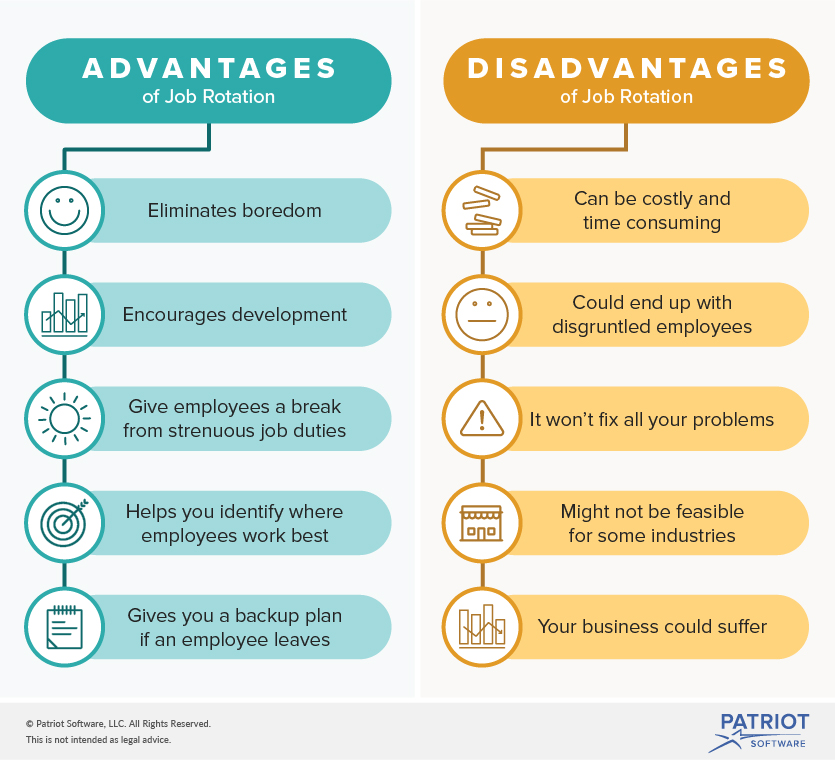 ADVANTAGES
of Job Rotation
Eliminates boredom
Encourages development
Give employees a break
from strenuous job duties
Helps you identify where
employees work best
Gives you a backup plan
if an employee leaves
DISADVANTAGES
of Job Rotation
Can be costly and
time consuming
Could end up with
disgruntled employees
It won't fix all your problems
Might not be feasible
for some industries
Your business could suffer
© Patriot Software, LLC. All Rights Reserved.
This is not intended as legal advice.
PATRIOT
SOFTWARE